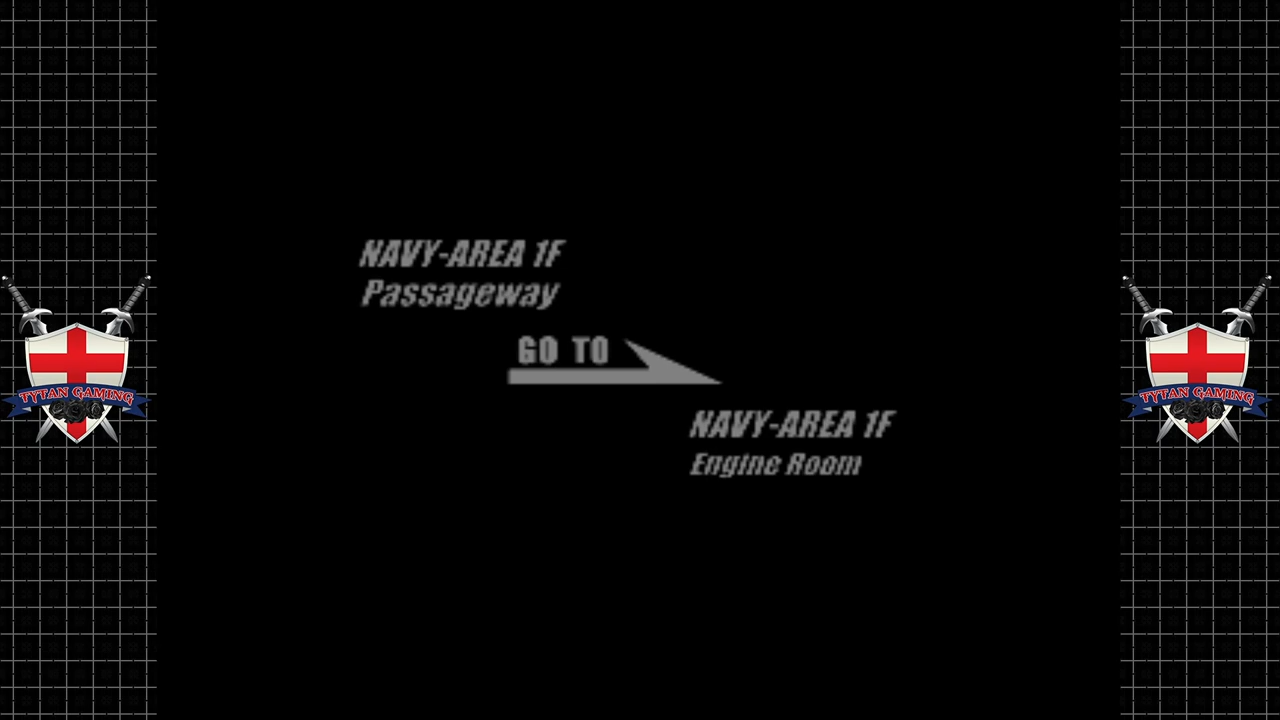 NAVY-AREA 1F
Passageway
GO TO
NAVY-AREA 1F
Engine Room
TYTAN GAMING
TYTAN GAMING